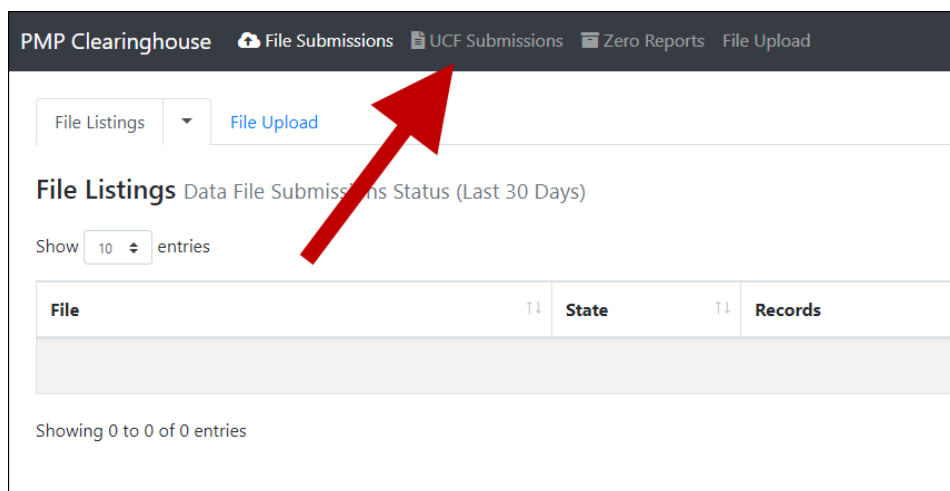 PMP Clearinghouse File Submissions UCF Submissions Zero Reports File Upload
File Listings File Upload
File Listings Data File Submissions Status (Last 30 Days)
Show 10 entries
File State Records
Showing 0 to 0 of 0 entries